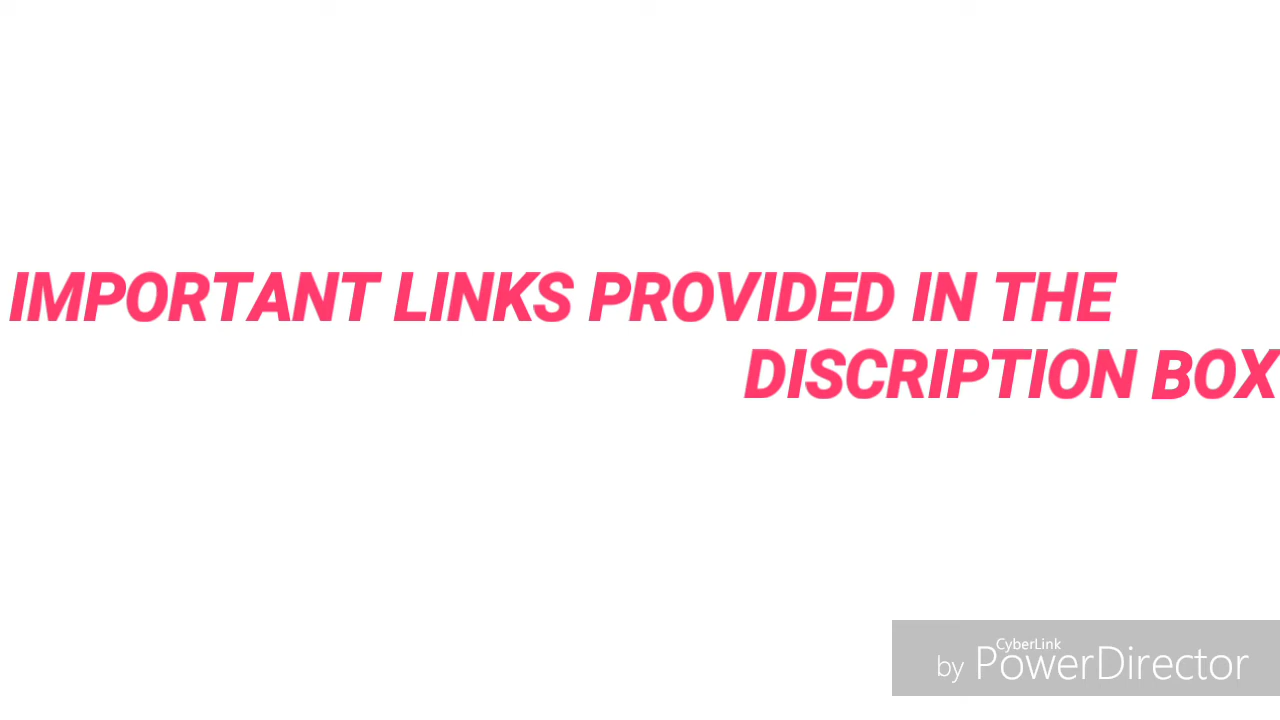 IMPORTANT LINKS PROVIDED IN THE
DISCRIPTION BOX
CyberLink
by PowerDirector